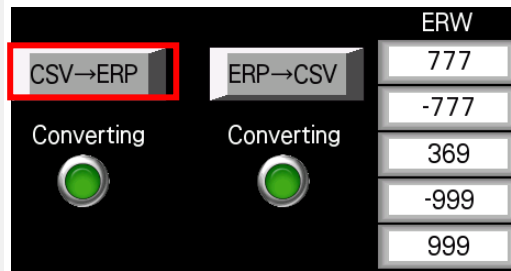 ERW
CSV→ERP
ERP→CSV
777
-777
Converting
Converting
369
-999
999